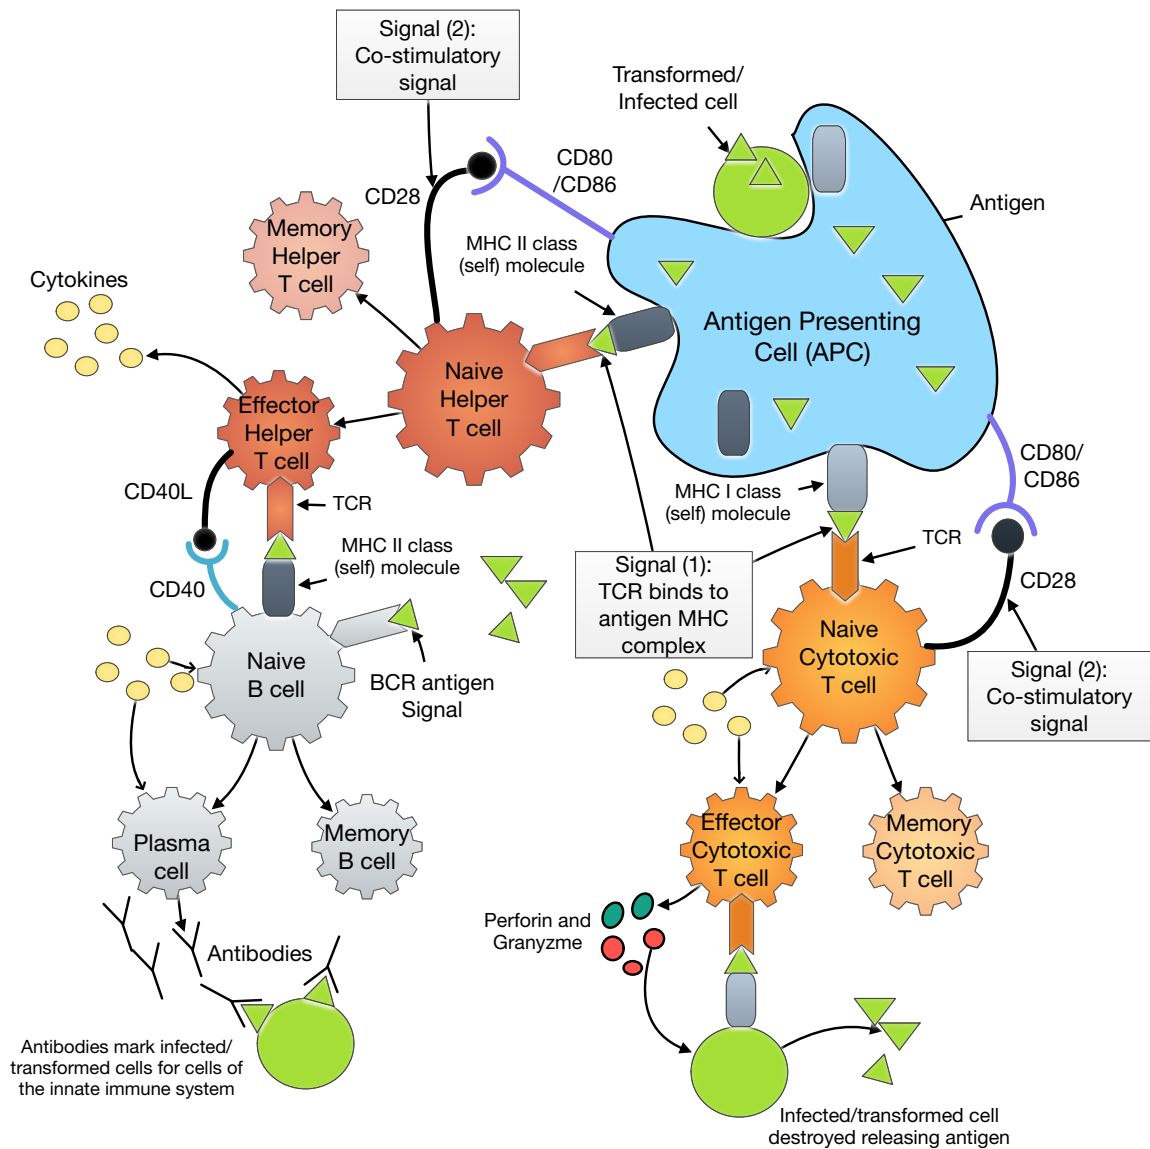 Signal (2):
Co-stimulatory
signal
Transformed/
Infected cell
CD80
/CD86
CD28
Antigen
MHC II class
(self) molecule
Memory
Helper
T cell
Cytokines
Antigen Presenting
Cell (APC)
Naive
Helper
T cell
Effector
Helper
T cell
CD80/
CD86
CD40L
TCR
MHC I class
(self) molecule
TCR
MHC II class
(self) molecule
Signal (1):
TCR binds to
antigen MHC
complex
CD40
CD28
Naive
Cytotoxic
T cell
Naive
B cell
BCR antigen
Signal
Signal (2):
Co-stimulatory
signal
Plasma
cell
Memory
B cell
Effector
Cytotoxic
T cell
Memory
Cytotoxic
T cell
Perforin and
Granyzme
Antibodies
Antibodies mark infected/
transformed cells for cells of
the innate immune system
Infected/transformed cell
destroyed releasing antigen